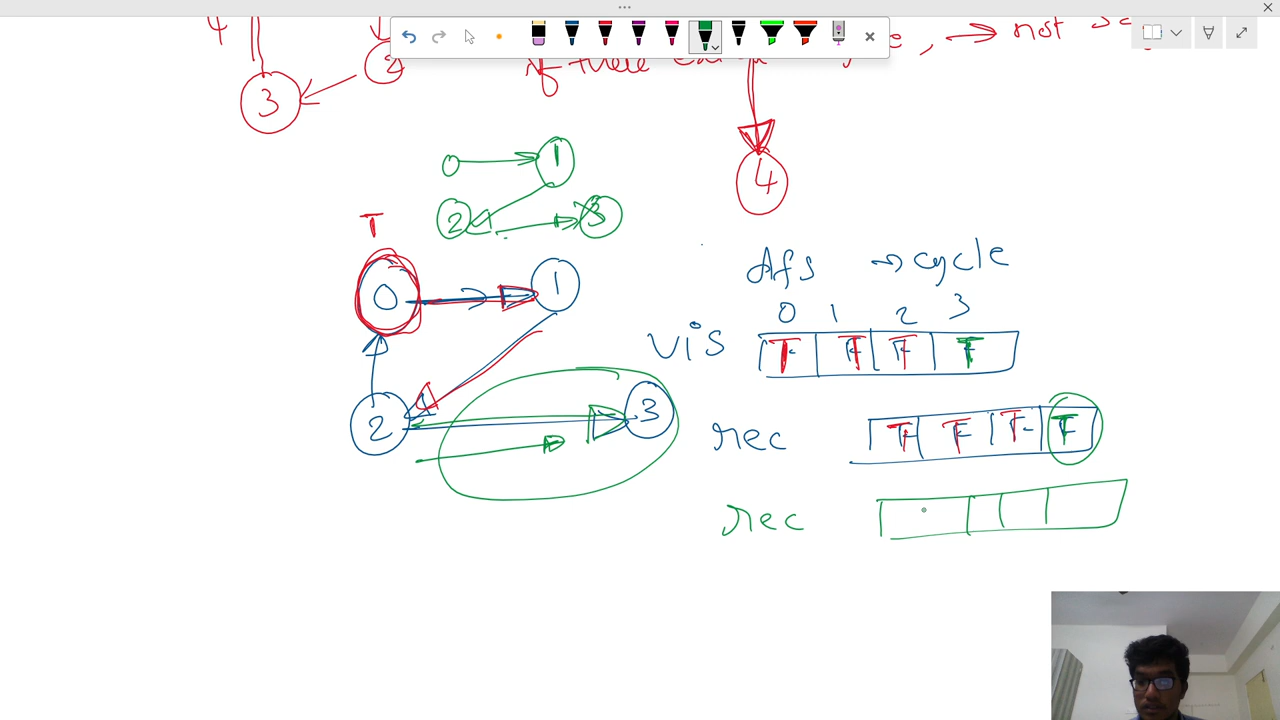 4
2
not
3
4
0 1
2 3
T
0 1
2 3
dfs → cycle
0 1 2 3
vis T T F T
rec T T T T
rec